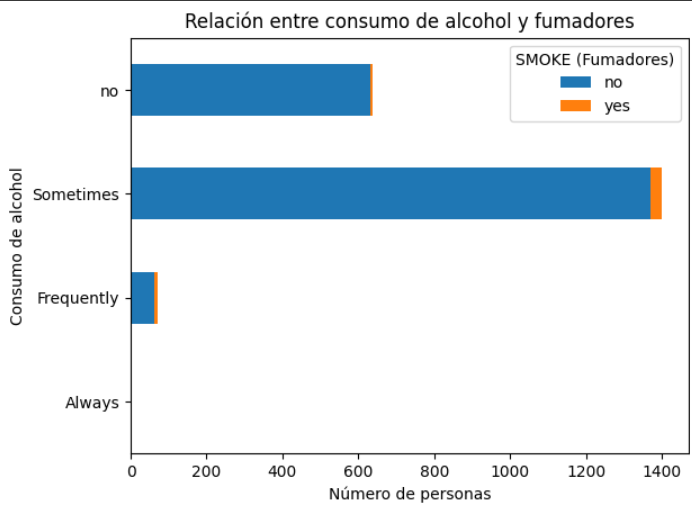 Relación entre consumo de alcohol y fumadores
SMOKE (Fumadores)
no
yes
no
Sometimes
Frequently
Always
Consumo de alcohol
0 200 400 600 800 1000 1200 1400
Número de personas